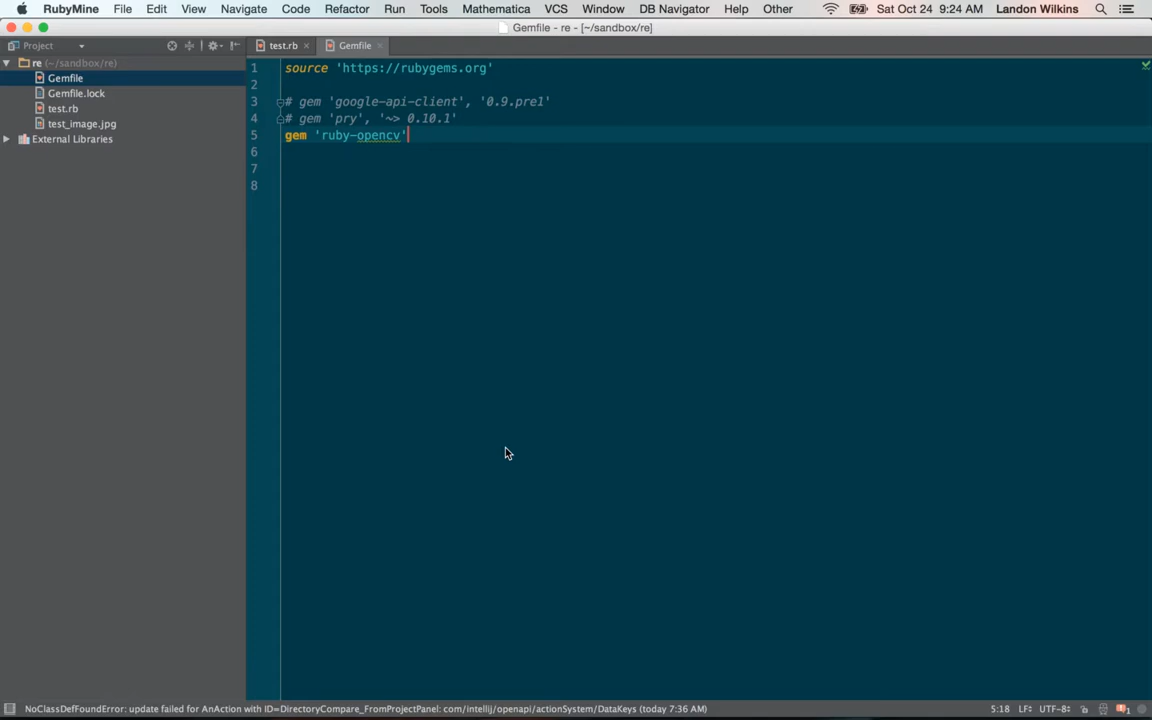 RubyMine File Edit View Navigate Code Refactor Run Tools Mathematica VCS Window DB Navigator Help Other Sat Oct 24 9:24 AM Landon Wilkins
Gemfile - re - [~/sandbox/re]
Project
test.rb
Gemfile
re (~/sandbox/re)
Gemfile
Gemfile.lock
test.rb
test_image.jpg
External Libraries
1 source 'https://rubygems.org'
2
3 # gem 'google-api-client', '0.9.pre1'
4 # gem 'pry', '~> 0.10.1'
5 gem 'ruby-opencv'
6
7
8
NoClassDefFoundError: update failed for AnAction with ID=DirectoryCompare_FromProjectPanel: com/intellij/openapi/actionSystem/DataKeys (today 7:36 AM) 5:18 LF÷ UTF-8÷ 1